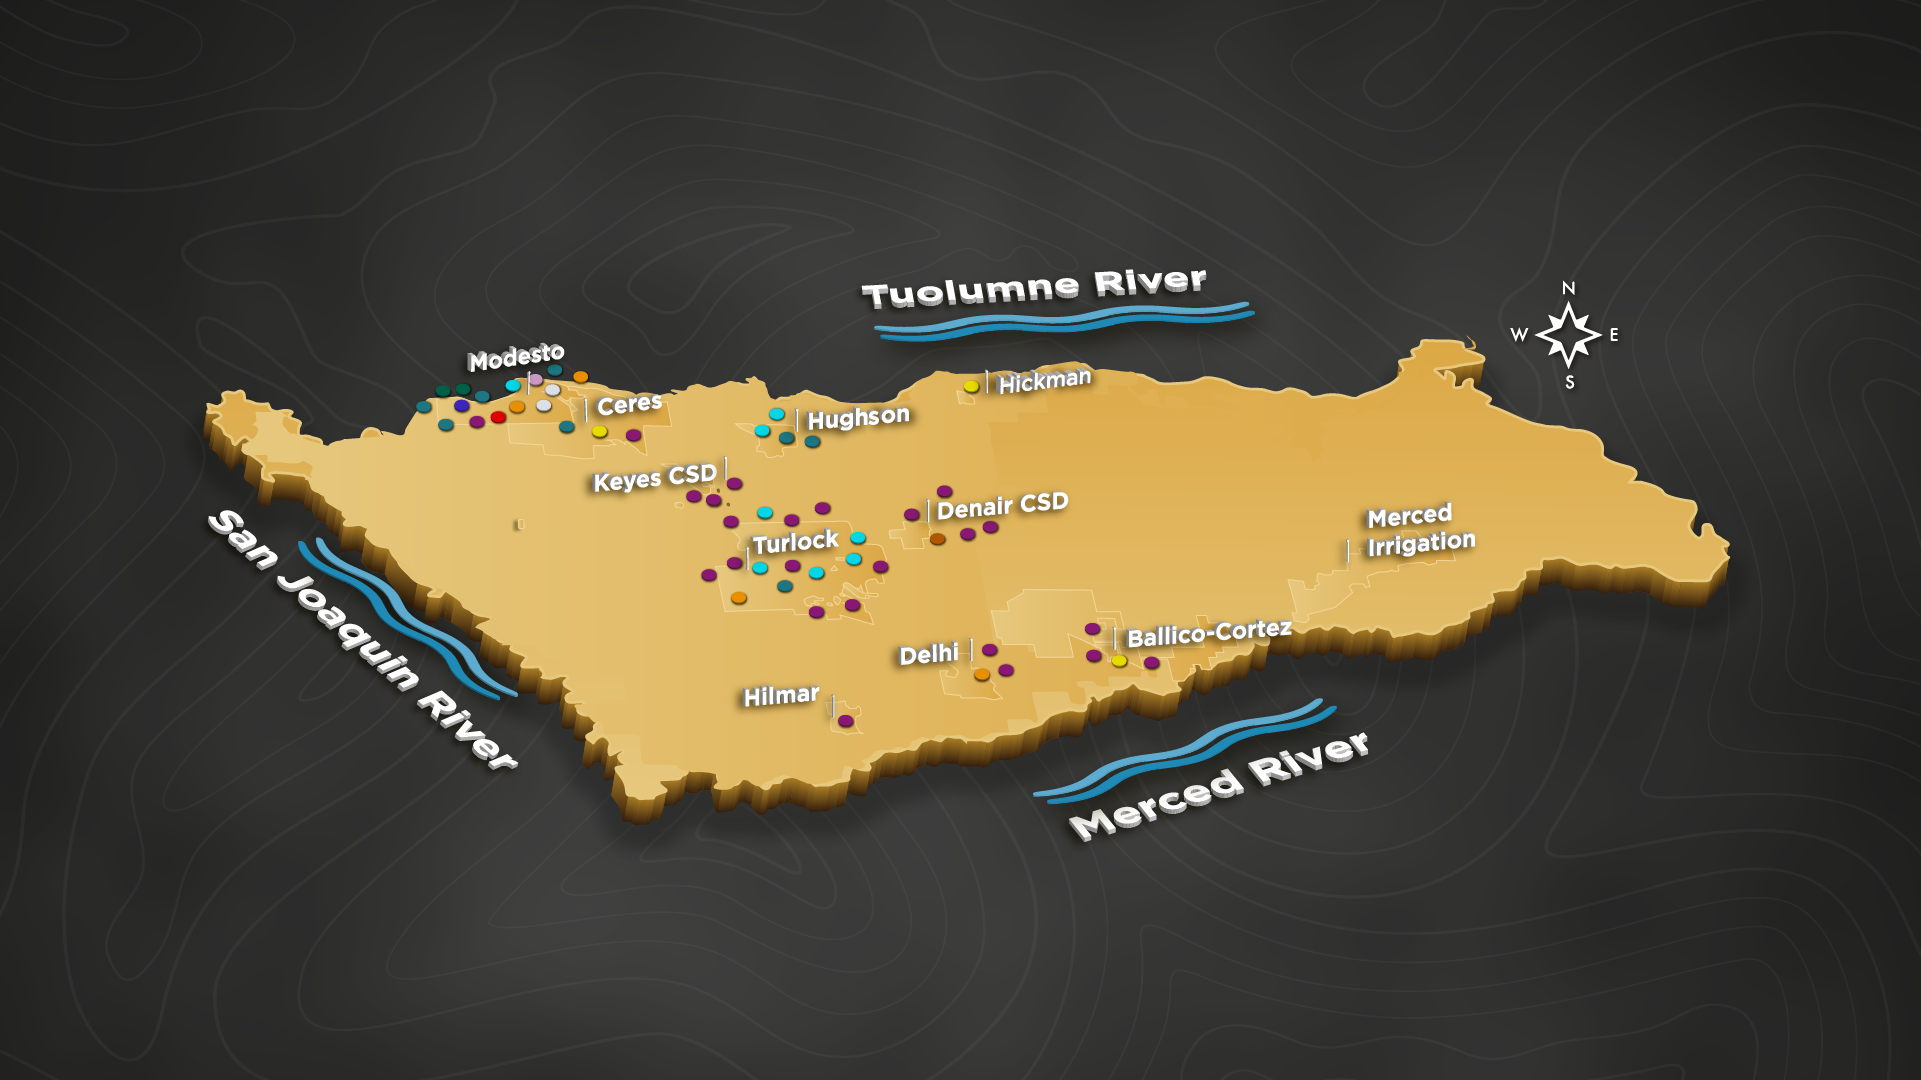 Tuolumne River
N
W
E
S
Modesto
Ceres
Hickman
Hughson
Keyes CSD
Denair CSD
Merced
Irrigation
Turlock
San Joaquin River
Ballico-Cortez
Delhi
Hilmar
Merced River